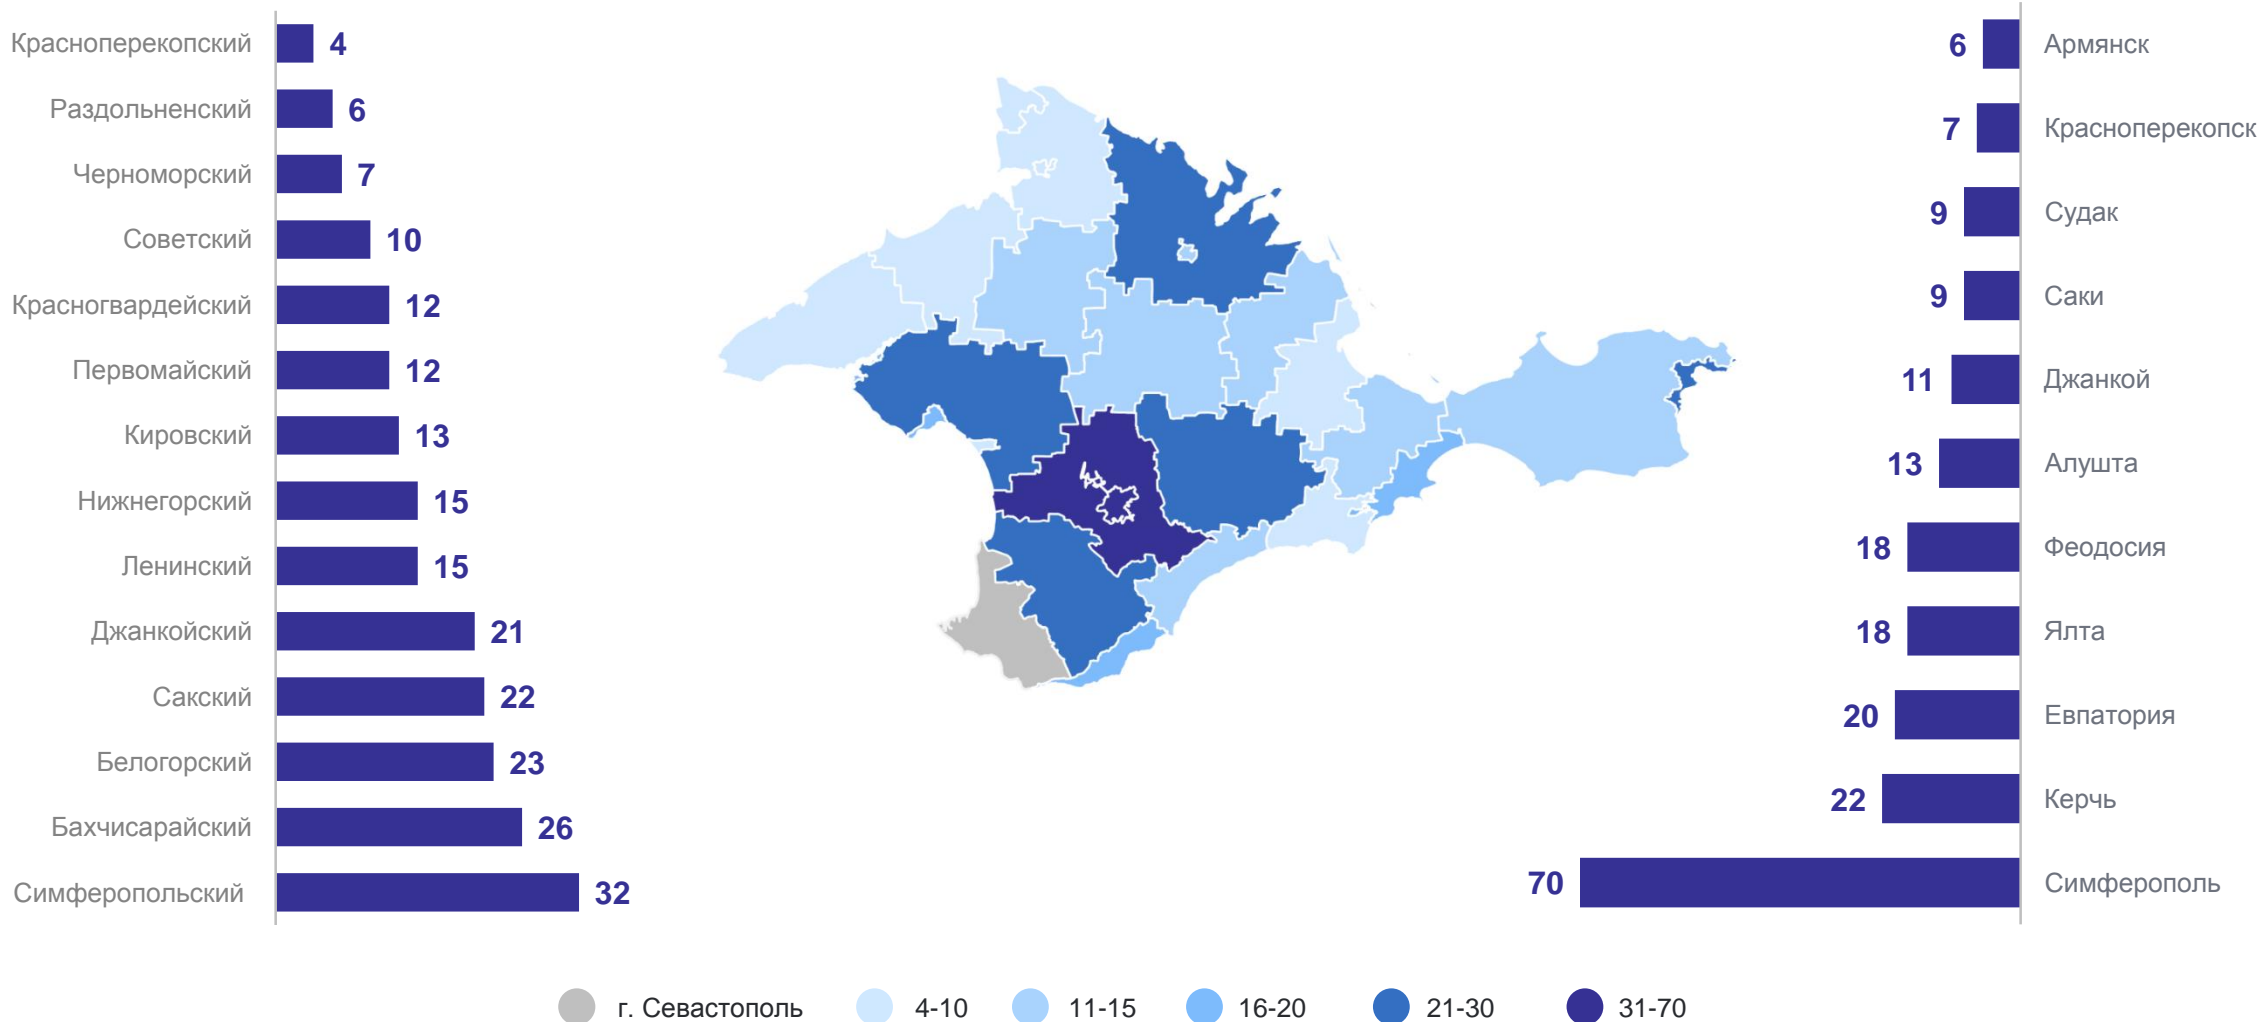 Красноперекопский 4
Раздольненский 6
Черноморский 7
Советский 10
Красногвардейский 12
Первомайский 12
Кировский 13
Нижнегорский 15
Ленинский 15
Джанкойский 21
Сакский 22
Белогорский 23
Бахчисарайский 26
Симферопольский 32
6 Армянск
7 Красноперекопск
9 Судак
9 Саки
11 Джанкой
13 Алушта
18 Феодосия
18 Ялта
20 Евпатория
22 Керчь
70 Симферополь
г. Севастополь 4-10 11-15 16-20 21-30 31-70